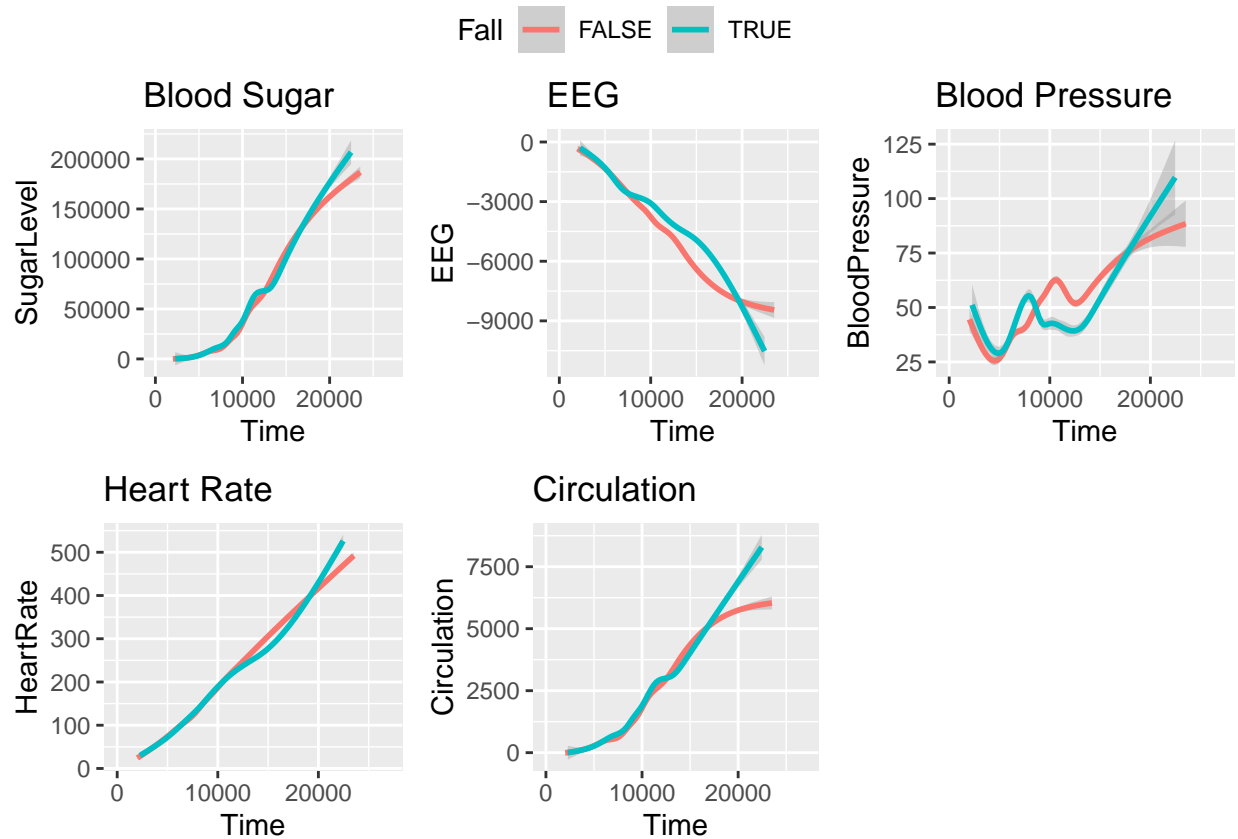 Fall FALSE TRUE
Blood Sugar
SugarLevel
200000
150000
100000
50000
0
0 10000 20000
Time
EEG
EEG
0
−3000
−6000
−9000
0 10000 20000
Time
Blood Pressure
BloodPressure
125
100
75
50
25
0 10000 20000
Time
Heart Rate
HeartRate
500
400
300
200
100
0
0 10000 20000
Time
Circulation
Circulation
7500
5000
2500
0
0 10000 20000
Time